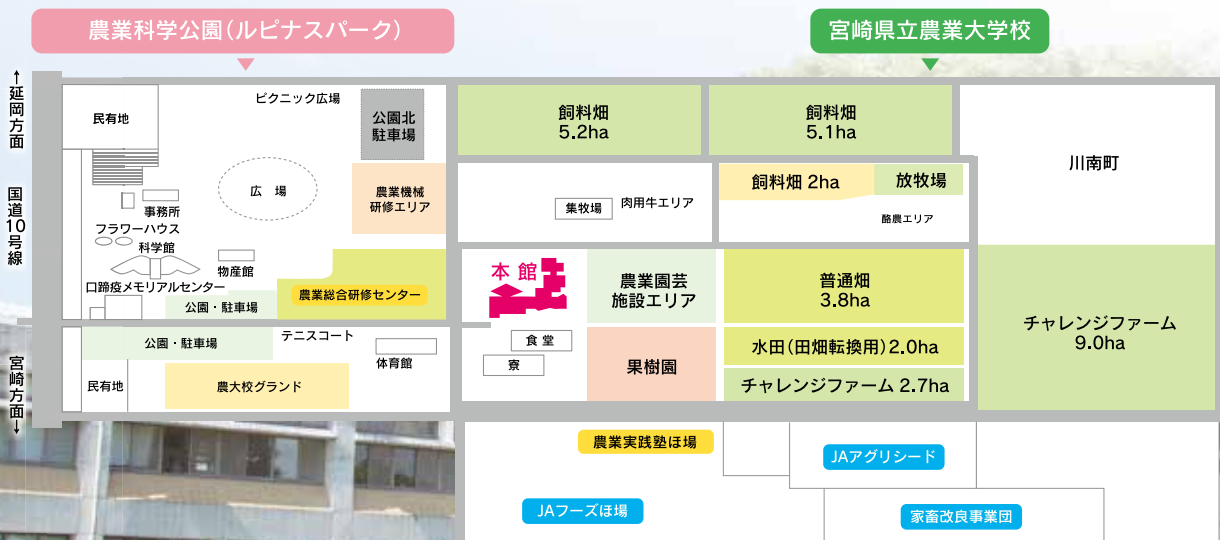 農業科学公園(ルピナスパーク)
宮崎県立農業大学校
↑延岡方面
国道10号線
宮崎方面↓
民有地
ピクニック広場
公園北
駐車場
広 場
農業機械
研修エリア
事務所
フラワーハウス
科学館
物産館
口蹄疫メモリアルセンター
公園・駐車場
農業総合研修センター
公園・駐車場
テニスコート
体育館
民有地
農大校グランド
飼料畑
5.2ha
飼料畑
5.1ha
川南町
飼料畑 2ha
放牧場
集牧場
肉用牛エリア
酪農エリア
本 館
農業園芸
施設エリア
普通畑
3.8ha
チャレンジファーム
9.0ha
食 堂
寮
果樹園
水田(田畑転換用)2.0ha
チャレンジファーム 2.7ha
農業実践塾ほ場
JAアグリシード
JAフーズほ場
家畜改良事業団